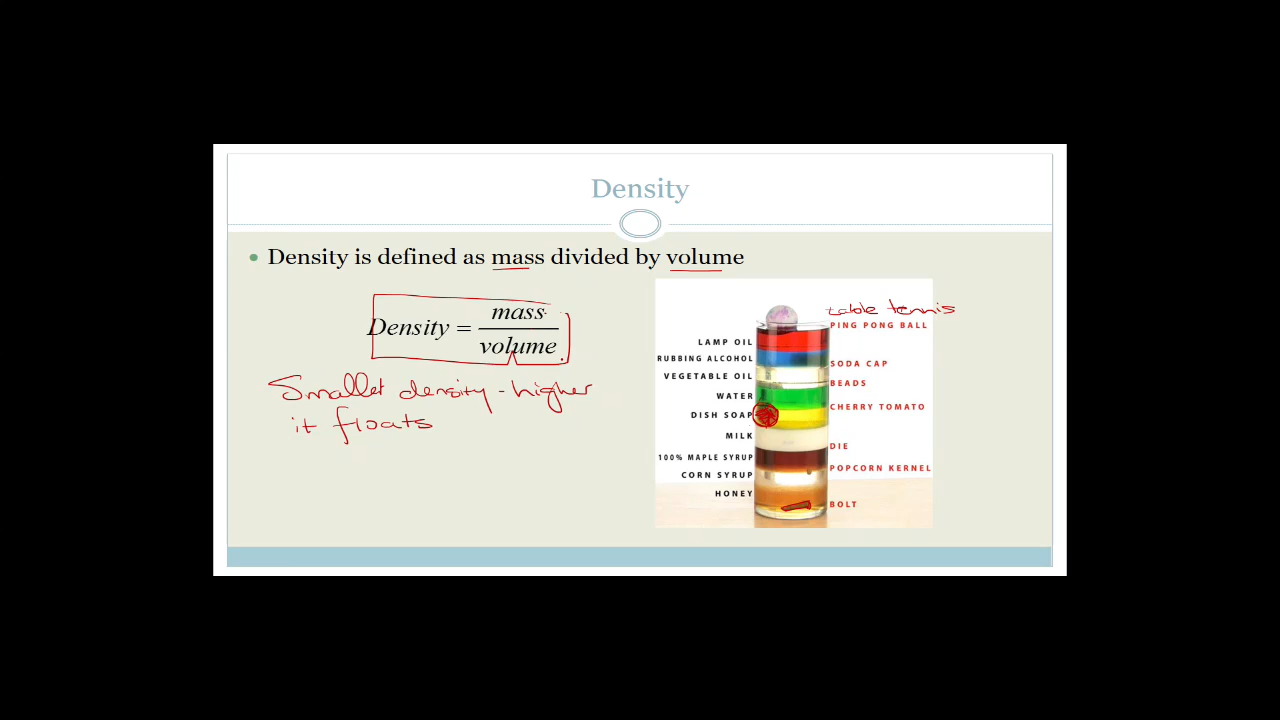 Density
• Density is defined as mass divided by volume
Density = mass / volume
Smaller density - higher
it floats
table tennis
PING PONG BALL
LAMP OIL
RUBBING ALCOHOL
SODA CAP
VEGETABLE OIL
BEADS
WATER
CHERRY TOMATO
DISH SOAP
MILK
DIE
100% MAPLE SYRUP
POPCORN KERNEL
CORN SYRUP
HONEY
BOLT